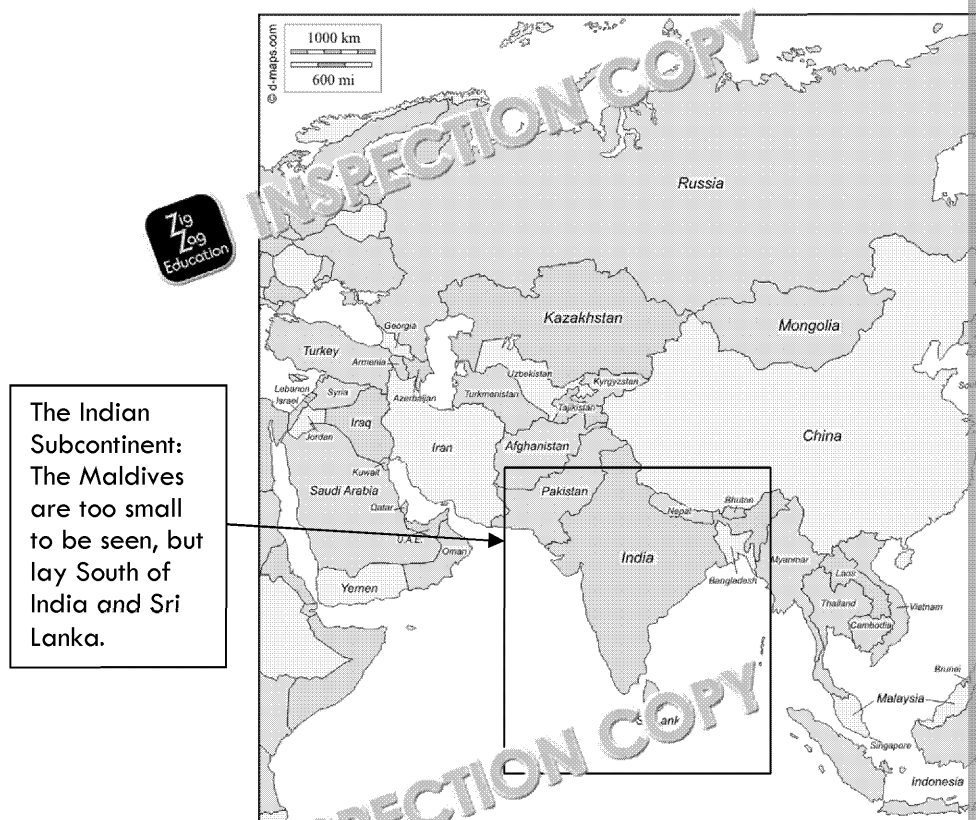 © d-maps.com
1000 km
600 mi
INSPECTION COPY
Zig
Zag
Education
Russia
Kazakhstan
Mongolia
Georgia
Turkey
Armenia
Azerbaijan
Uzbekistan
Turkmenistan
Kyrgyzstan
Tajikistan
Lebanon
Israel
Syria
Iraq
Jordan
Iran
Afghanistan
China
Kuwait
Saudi Arabia
Qatar
U.A.E.
Oman
Yemen
Pakistan
Nepal
Bhutan
India
Bangladesh
Myanmar
Laos
Thailand
Vietnam
Cambodia
Brunei
Malaysia
Singapore
Indonesia
The Indian
Subcontinent:
The Maldives
are too small
to be seen, but
lay South of
India and Sri
Lanka.
SPECTION COPY